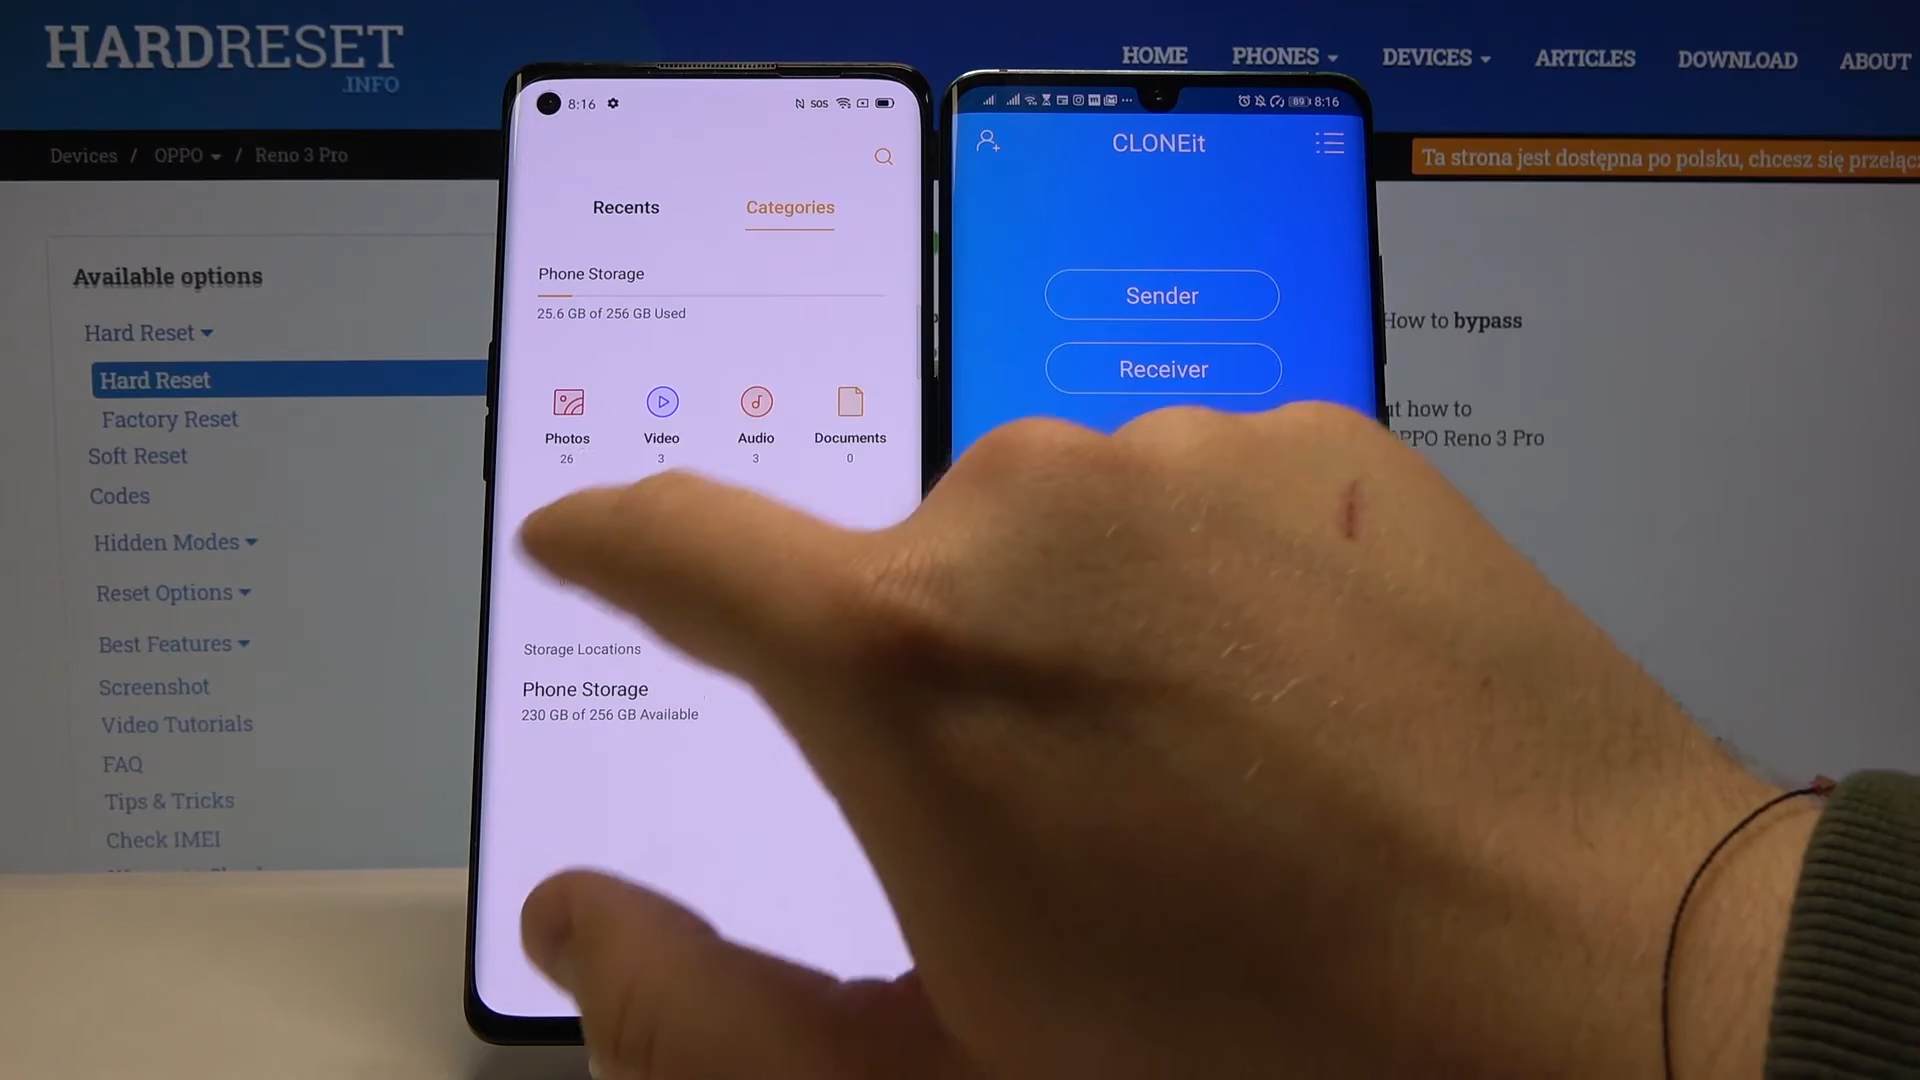 HARDRESET
.INFO
HOME PHONES DEVICES ARTICLES DOWNLOAD ABOUT
Devices / OPPO / Reno 3 Pro
Ta strona jest dostępna po polsku, chcesz się
Available options
Hard Reset
Hard Reset
Factory Reset
Soft Reset
Codes
Hidden Modes
Reset Options
Best Features
Screenshot
Video Tutorials
FAQ
Tips & Tricks
Check IMEI
8:16
SOS
Recents Categories
Phone Storage
25.6 GB of 256 GB Used
Photos Video Audio Documents
26 3 3 0
Storage Locations
Phone Storage
230 GB of 256 GB Available
89 8:16
CLONEit
Sender
Receiver
How to bypass
how to
OPPO Reno 3 Pro